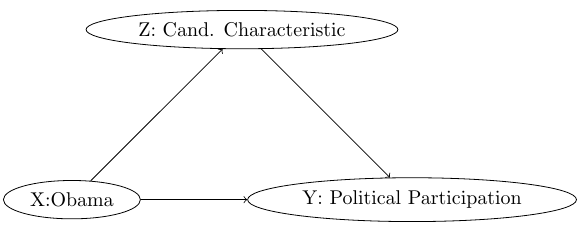 Z: Cand. Characteristic
X:Obama
Y: Political Participation